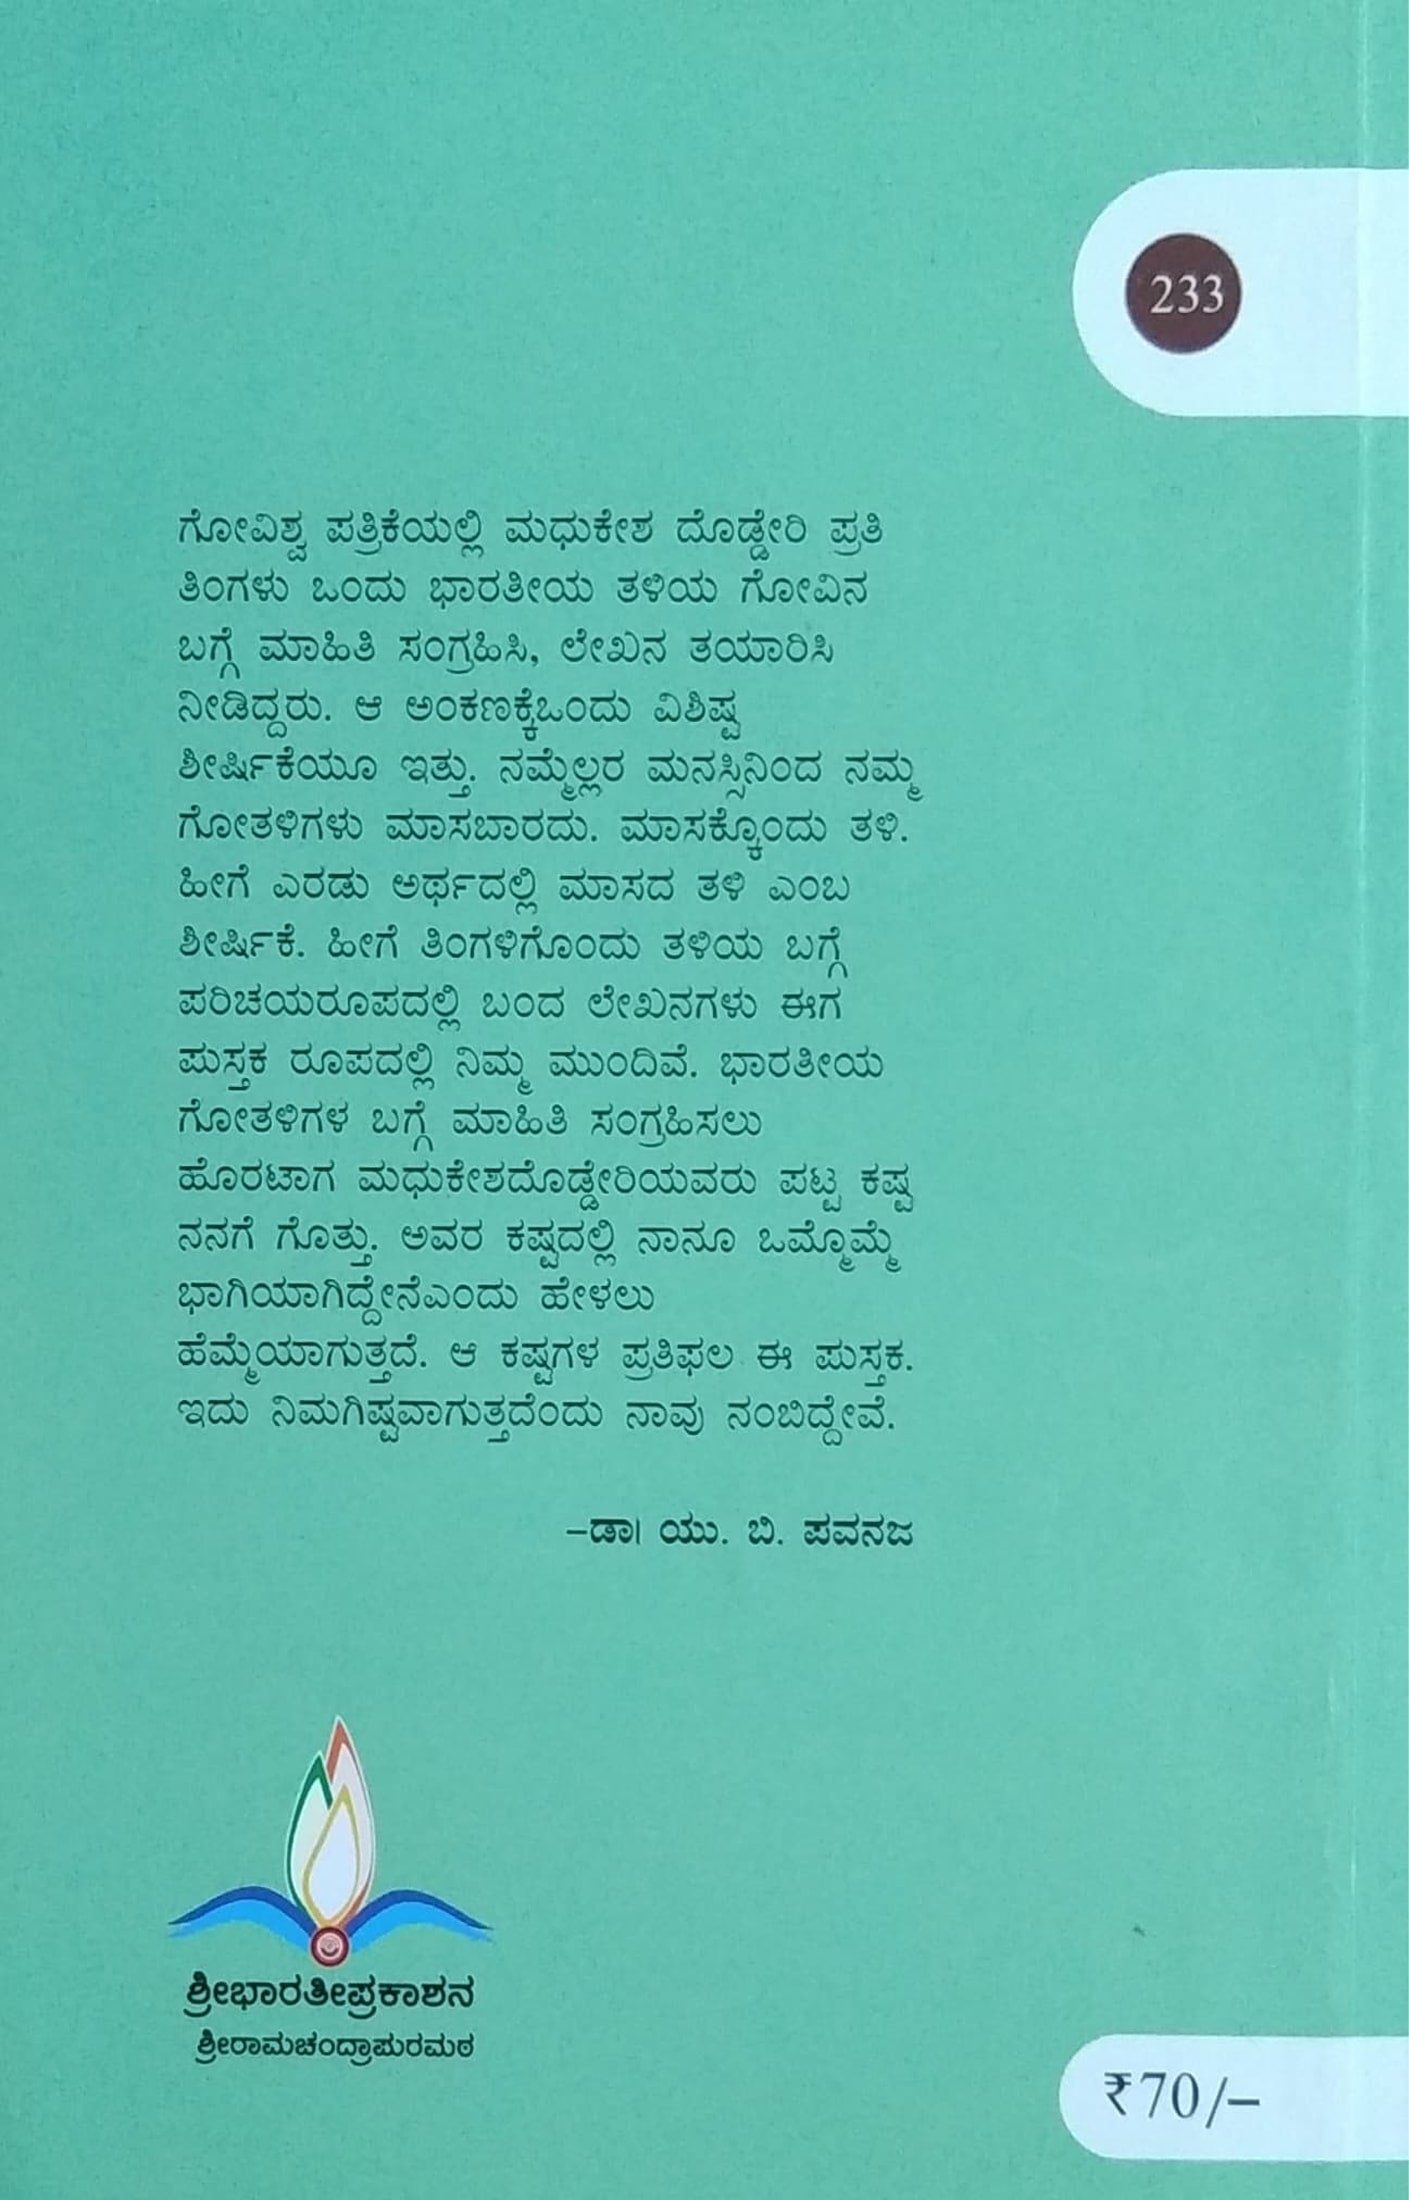 233
ಗೋವಿಶ್ವ ಪತ್ರಿಕೆಯಲ್ಲಿ ಮಧುಕೇಶ ದೊಡ್ಡೇರಿ ಪ್ರತಿ
ತಿಂಗಳು ಒಂದು ಭಾರತೀಯ ತಳಿಯ ಗೋವಿನ
ಬಗ್ಗೆ ಮಾಹಿತಿ ಸಂಗ್ರಹಿಸಿ, ಲೇಖನ ತಯಾರಿಸಿ
ನೀಡಿದ್ದರು. ಆ ಅಂಕಣಕ್ಕೆಒಂದು ವಿಶಿಷ್ಟ
ಶೀರ್ಷಿಕೆಯೂ ಇತ್ತು. ನಮ್ಮೆಲ್ಲರ ಮನಸ್ಸಿನಿಂದ ನಮ್ಮ
ಗೋತಳಿಗಳು ಮಾಸಬಾರದು. ಮಾಸಕ್ಕೊಂದು ತಳಿ.
ಹೀಗೆ ಎರಡು ಅರ್ಥದಲ್ಲಿ ಮಾಸದ ತಳಿ ಎಂಬ
ಶೀರ್ಷಿಕೆ. ಹೀಗೆ ತಿಂಗಳಿಗೊಂದು ತಳಿಯ ಬಗ್ಗೆ
ಪರಿಚಯರೂಪದಲ್ಲಿ ಬಂದ ಲೇಖನಗಳು ಈಗ
ಪುಸ್ತಕ ರೂಪದಲ್ಲಿ ನಿಮ್ಮ ಮುಂದಿವೆ. ಭಾರತೀಯ
ಗೋತಳಿಗಳ ಬಗ್ಗೆ ಮಾಹಿತಿ ಸಂಗ್ರಹಿಸಲು
ಹೊರಟಾಗ ಮಧುಕೇಶದೊಡ್ಡೇರಿಯವರು ಪಟ್ಟ ಕಷ್ಟ
ನನಗೆ ಗೊತ್ತು. ಅವರ ಕಷ್ಟದಲ್ಲಿ ನಾನೂ ಒಮ್ಮೊಮ್ಮೆ
ಭಾಗಿಯಾಗಿದ್ದೇನೆಎಂದು ಹೇಳಲು
ಹೆಮ್ಮೆಯಾಗುತ್ತದೆ. ಆ ಕಷ್ಟಗಳ ಪ್ರತಿಫಲ ಈ ಪುಸ್ತಕ.
ಇದು ನಿಮಗಿಷ್ಟವಾಗುತ್ತದೆಂದು ನಾವು ನಂಬಿದ್ದೇವೆ.
–ಡಾ। ಯು. ಬಿ. ಪವನಜ
ಶ್ರೀಭಾರತೀಪ್ರಕಾಶನ
ಶ್ರೀರಾಮಚಂದ್ರಾಪುರಮಠ
₹70/–